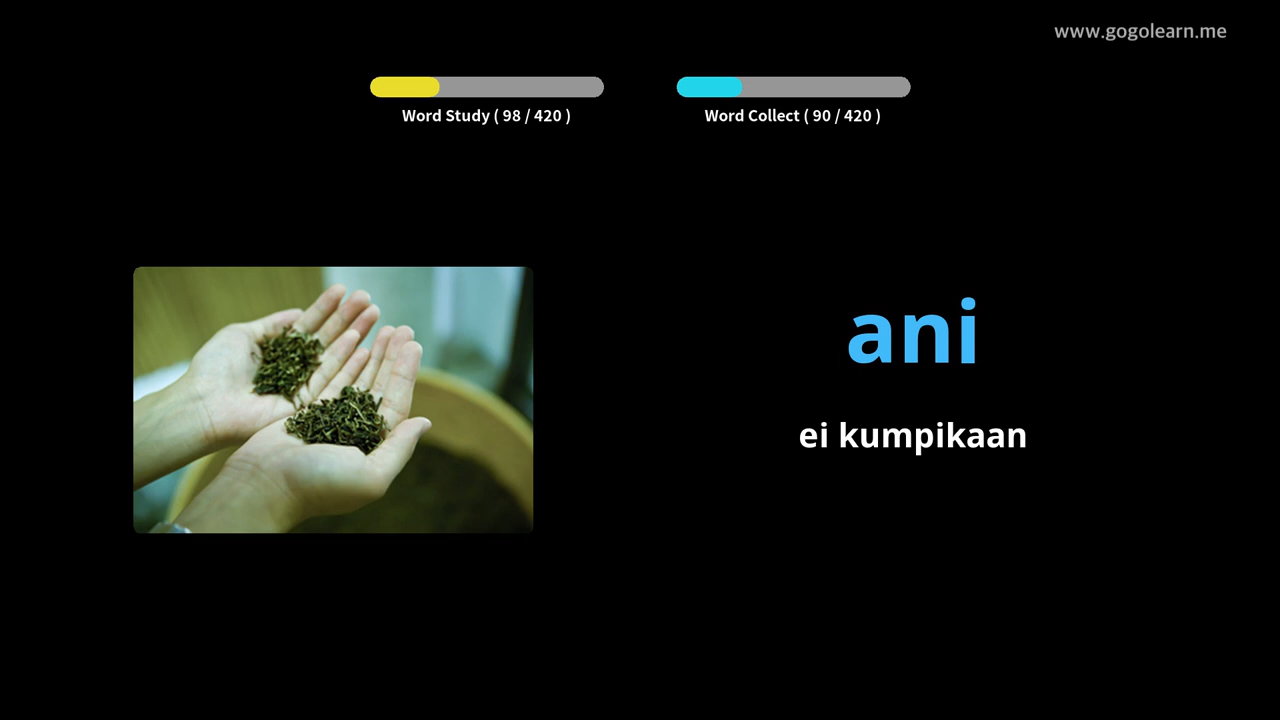 www.gogolearn.me
Word Study ( 98 / 420 )
Word Collect ( 90 / 420 )
ani
ei kumpikaan